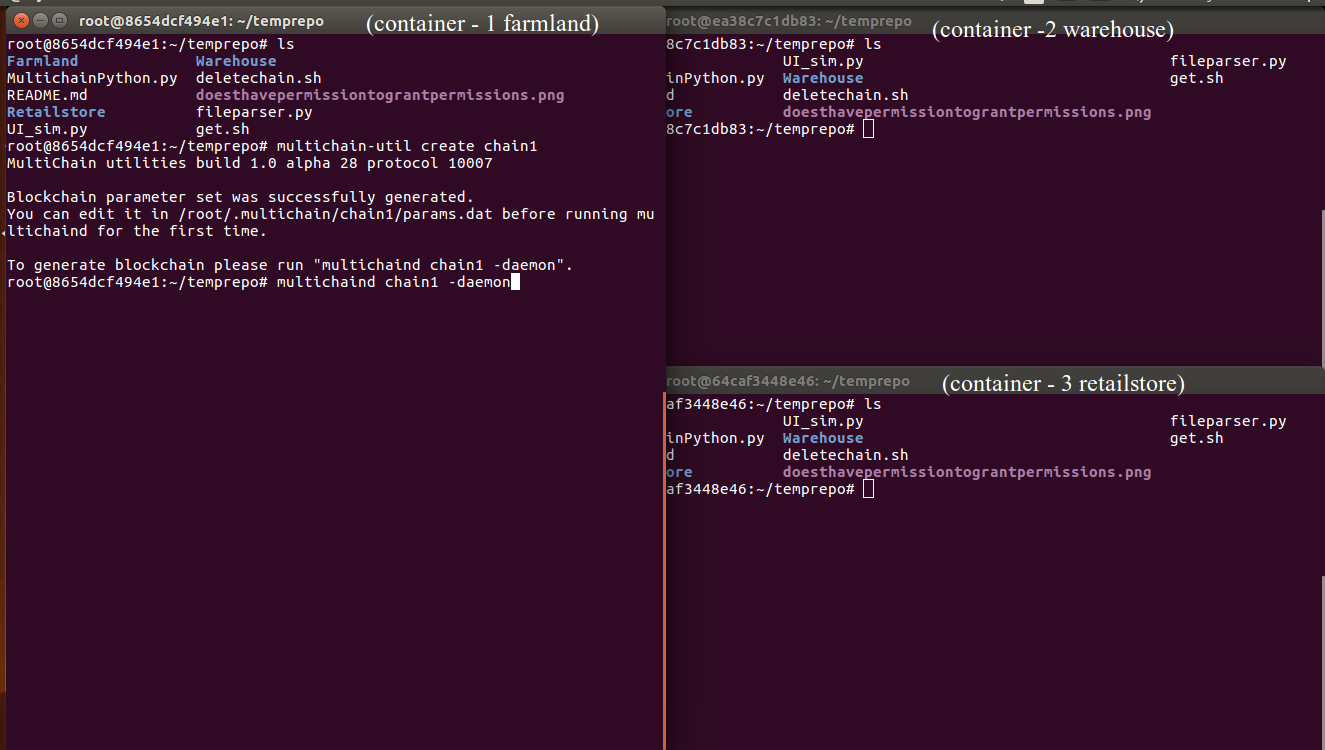 root@8654dcf494e1: ~/temprepo (container - 1 farmland)
root@8654dcf494e1:~/temprepo# ls
Farmland Warehouse
MultichainPython.py deletechain.sh
README.md doesthavepermissiontograntpermissions.png
Retailstore fileparser.py
UI_sim.py get.sh
root@8654dcf494e1:~/temprepo# multichain-util create chain1
MultiChain utilities build 1.0 alpha 28 protocol 10007
Blockchain parameter set was successfully generated.
You can edit it in /root/.multichain/chain1/params.dat before running mu
ltichaind for the first time.
To generate blockchain please run "multichaind chain1 -daemon".
root@8654dcf494e1:~/temprepo# multichaind chain1 -daemon
root@ea38c7c1db83: ~/temprepo (container -2 warehouse)
8c7c1db83:~/temprepo# ls
UI_sim.py fileparser.py
inPython.py Warehouse get.sh
d deletechain.sh
ore doesthavepermissiontograntpermissions.png
8c7c1db83:~/temprepo#
root@64caf3448e46: ~/temprepo (container - 3 retailstore)
af3448e46:~/temprepo# ls
UI_sim.py fileparser.py
inPython.py Warehouse get.sh
d deletechain.sh
ore doesthavepermissiontograntpermissions.png
af3448e46:~/temprepo#